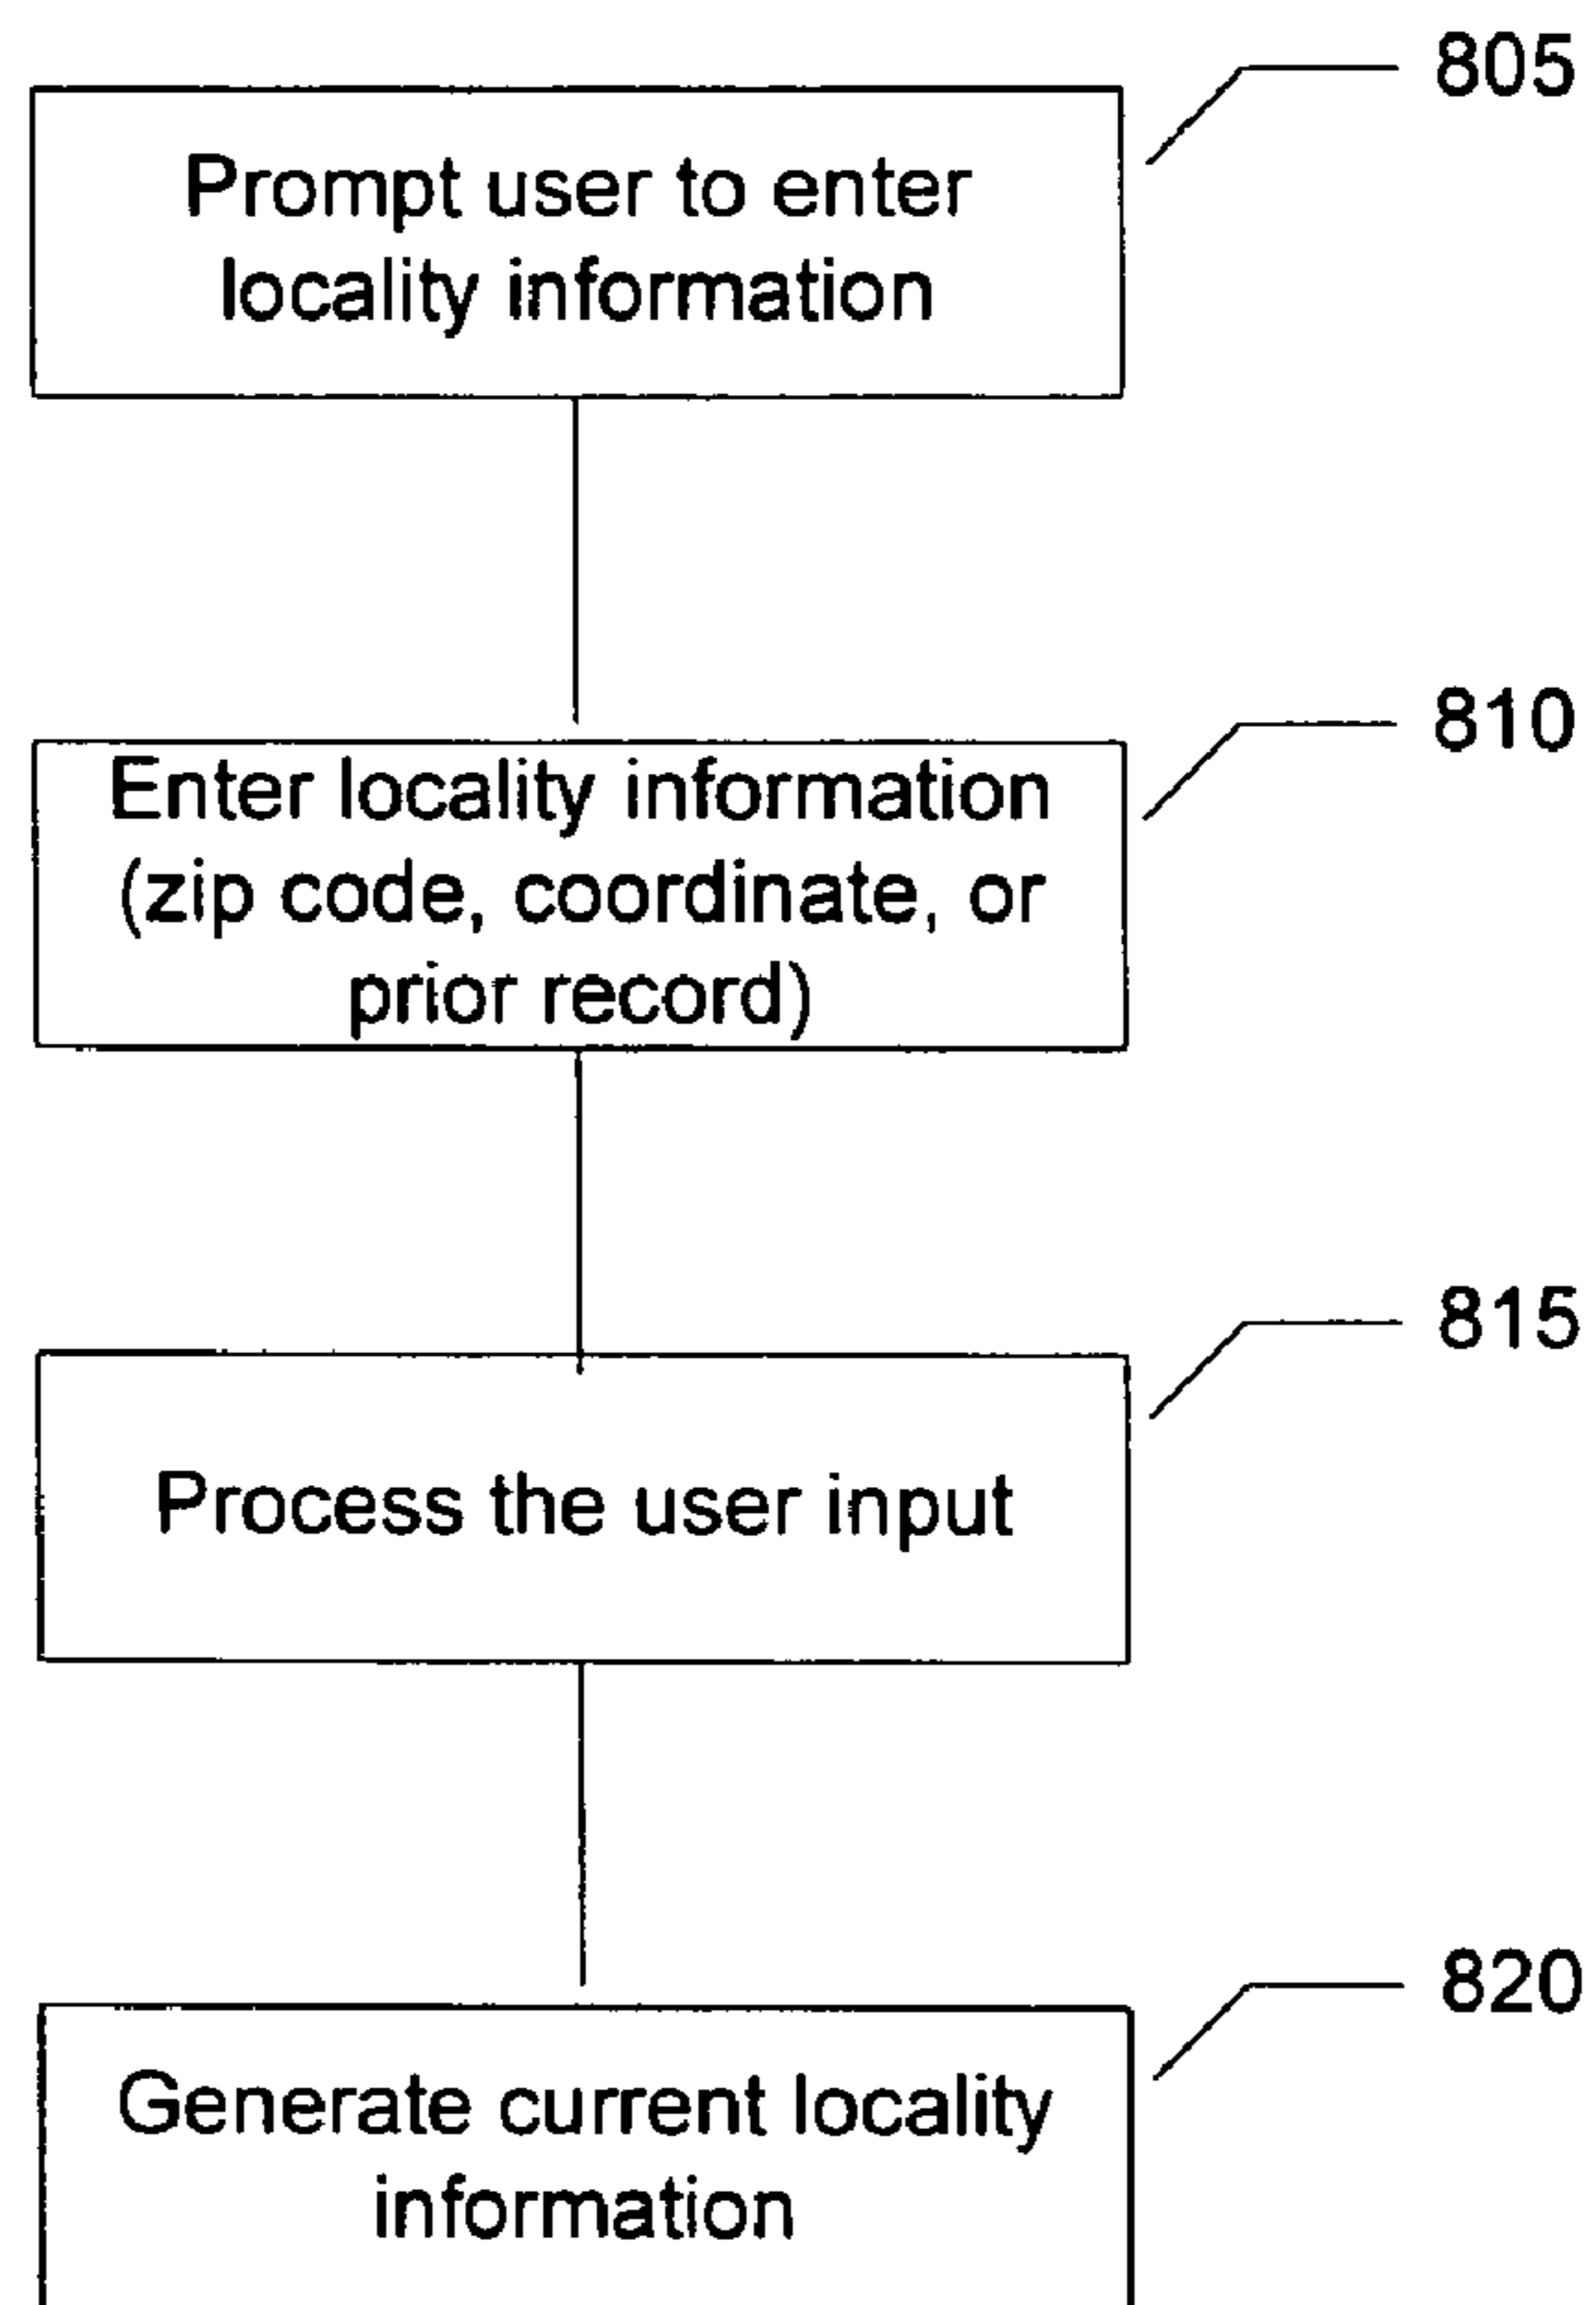 805
Prompt user to enter
locality information
810
Enter locality information
(zip code, coordinate, or
prior record)
815
Process the user input
820
Generate current locality
information